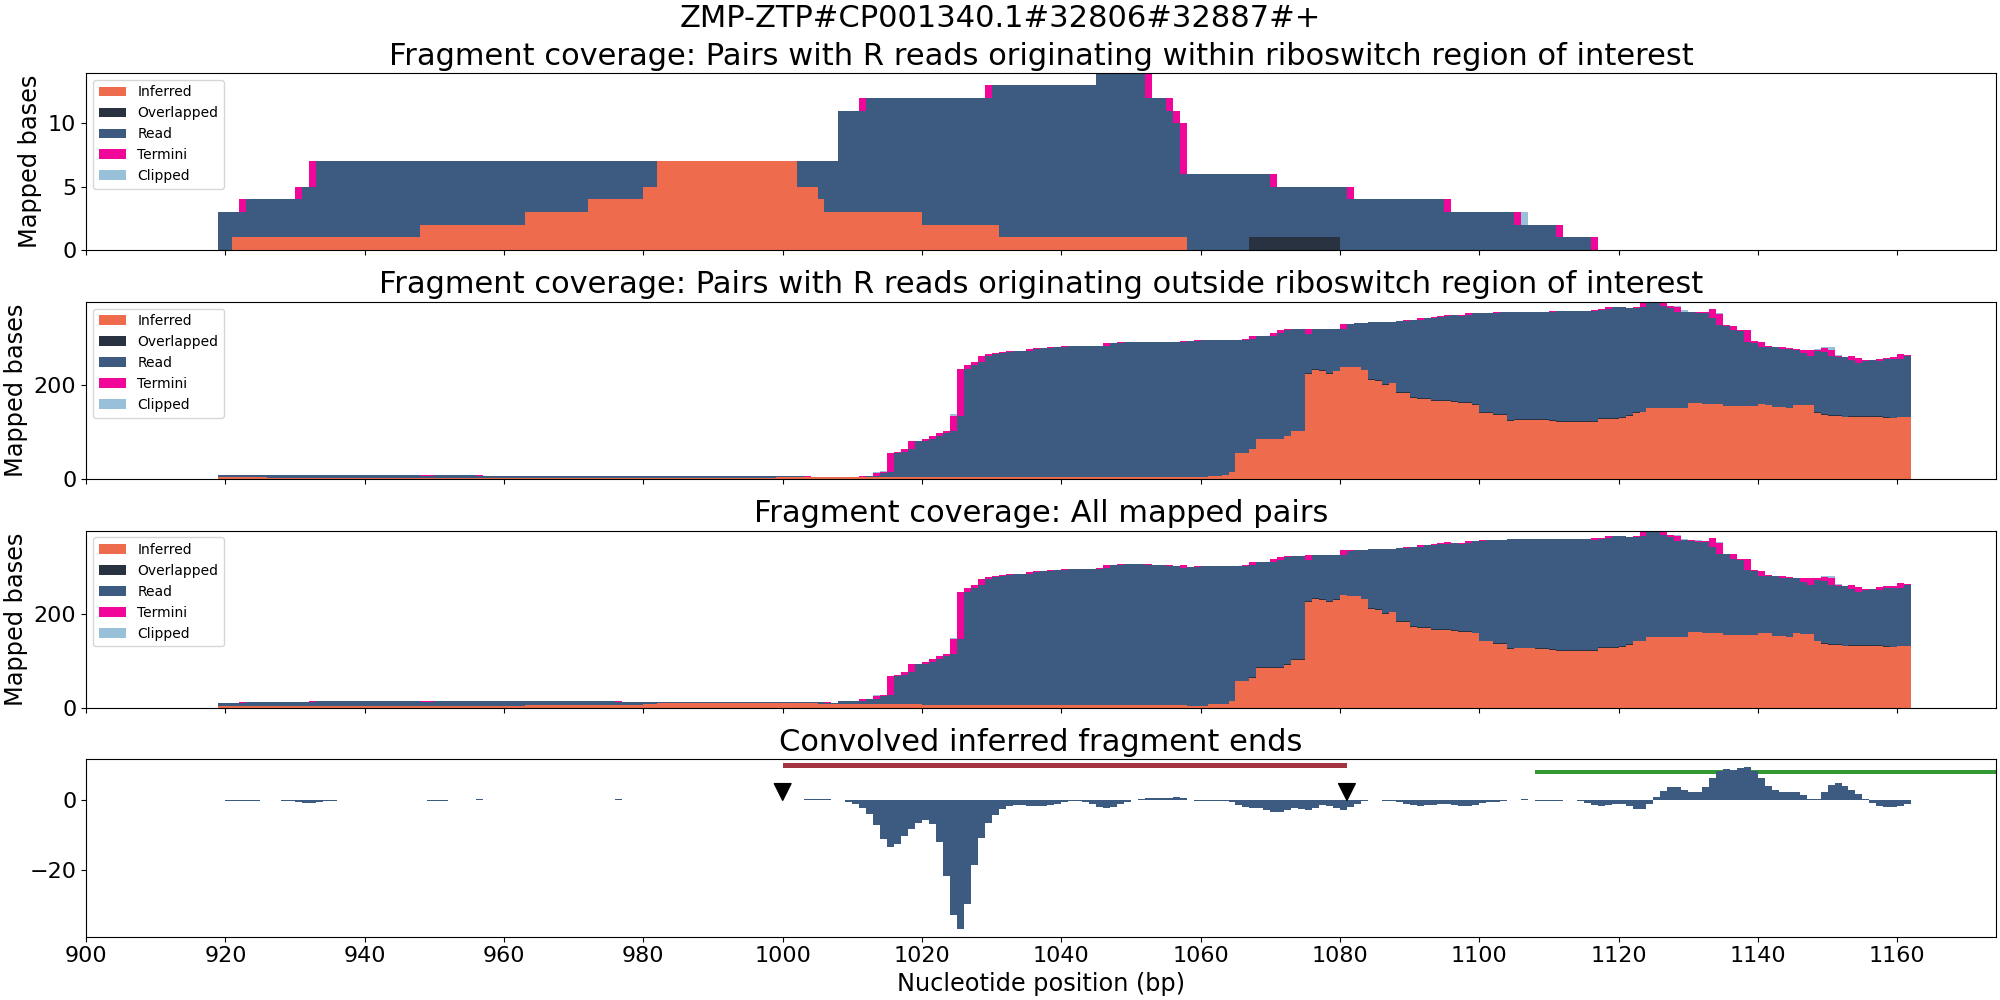 ZMP-ZTP#CP001340.1#32806#32887#+
Fragment coverage: Pairs with R reads originating within riboswitch region of interest
Mapped bases
10
5
0
Inferred
Overlapped
Read
Termini
Clipped
Fragment coverage: Pairs with R reads originating outside riboswitch region of interest
Mapped bases
200
0
Inferred
Overlapped
Read
Termini
Clipped
Fragment coverage: All mapped pairs
Mapped bases
200
0
Inferred
Overlapped
Read
Termini
Clipped
Convolved inferred fragment ends
0
−20
900 920 940 960 980 1000 1020 1040 1060 1080 1100 1120 1140 1160
Nucleotide position (bp)